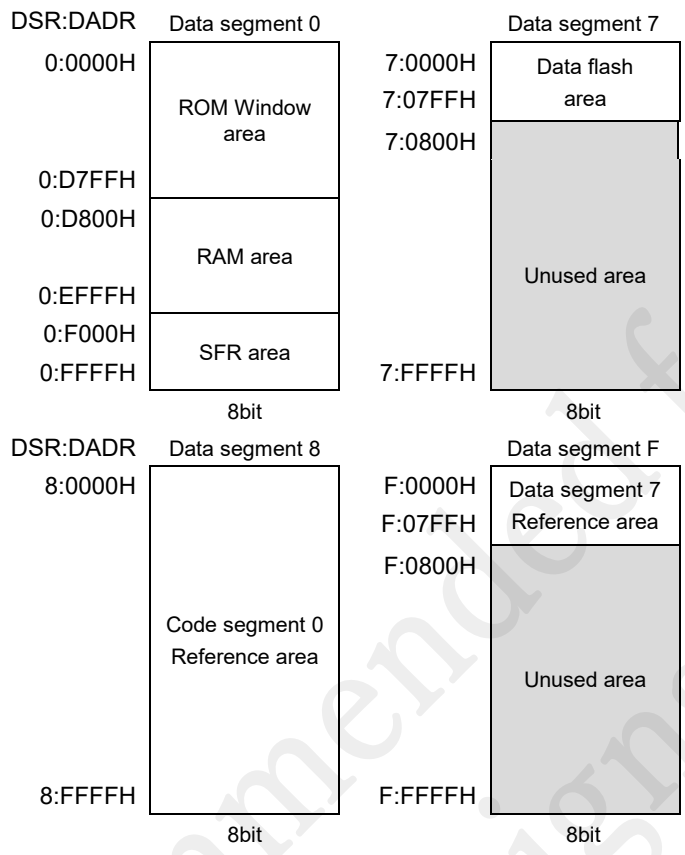 DSR:DADR Data segment 0
0:0000H
ROM Window
area
0:D7FFH
0:D800H
RAM area
0:EFFFH
0:F000H
SFR area
0:FFFFH
8bit
Data segment 7
7:0000H
Data flash
7:07FFH
area
7:0800H
Unused area
7:FFFFH
8bit
DSR:DADR Data segment 8
8:0000H
Code segment 0
Reference area
8:FFFFH
8bit
Data segment F
F:0000H
Data segment 7
F:07FFH
Reference area
F:0800H
Unused area
F:FFFFH
8bit